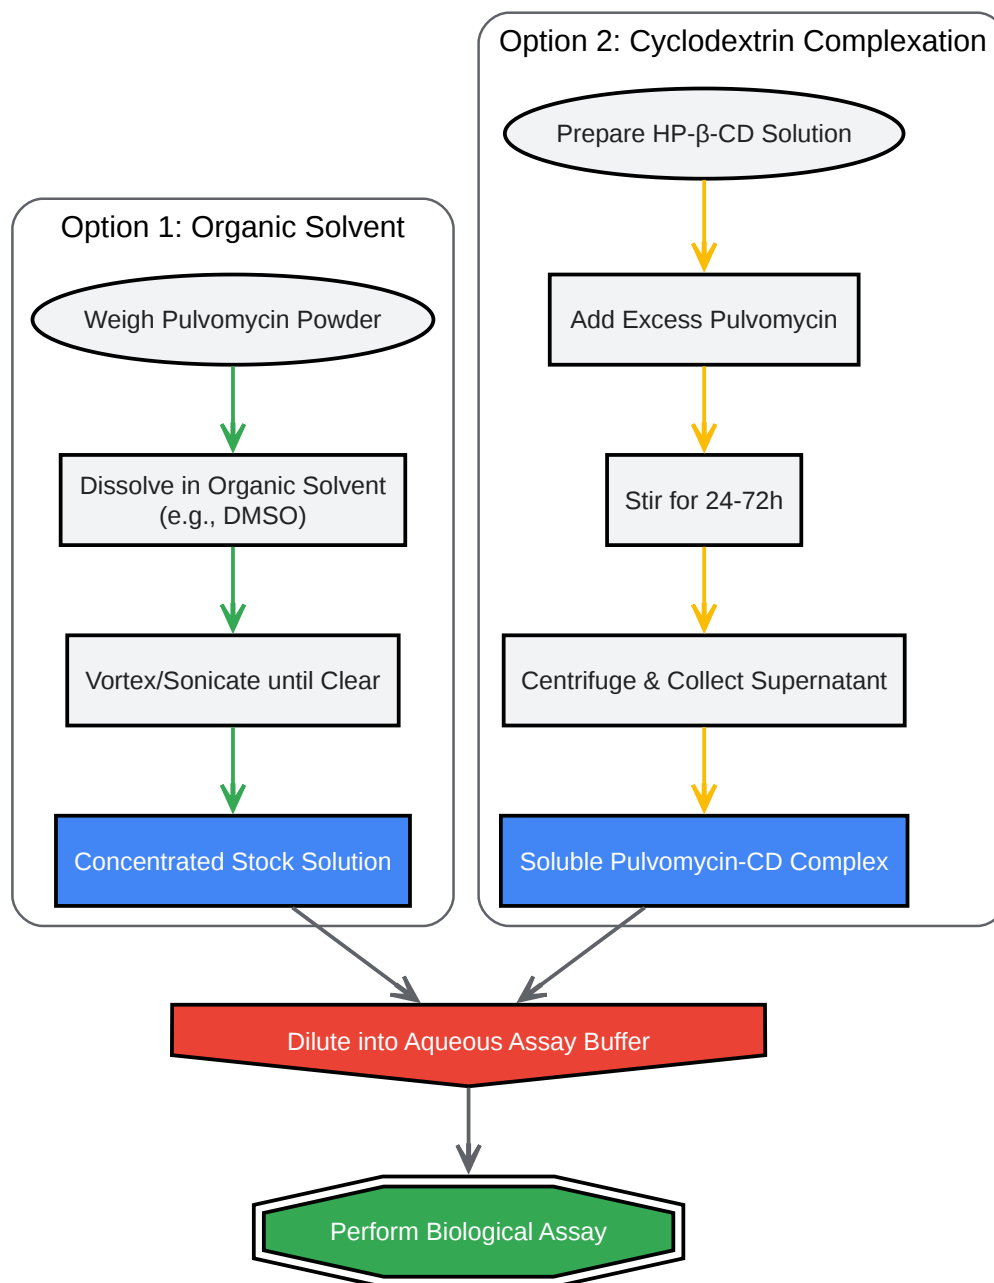 Option 1: Organic Solvent
Weigh Pulvomycin Powder
Dissolve in Organic Solvent
(e.g., DMSO)
Vortex/Sonicate until Clear
Concentrated Stock Solution
Option 2: Cyclodextrin Complexation
Prepare HP-β-CD Solution
Add Excess Pulvomycin
Stir for 24-72h
Centrifuge & Collect Supernatant
Soluble Pulvomycin-CD Complex
Dilute into Aqueous Assay Buffer
Perform Biological Assay